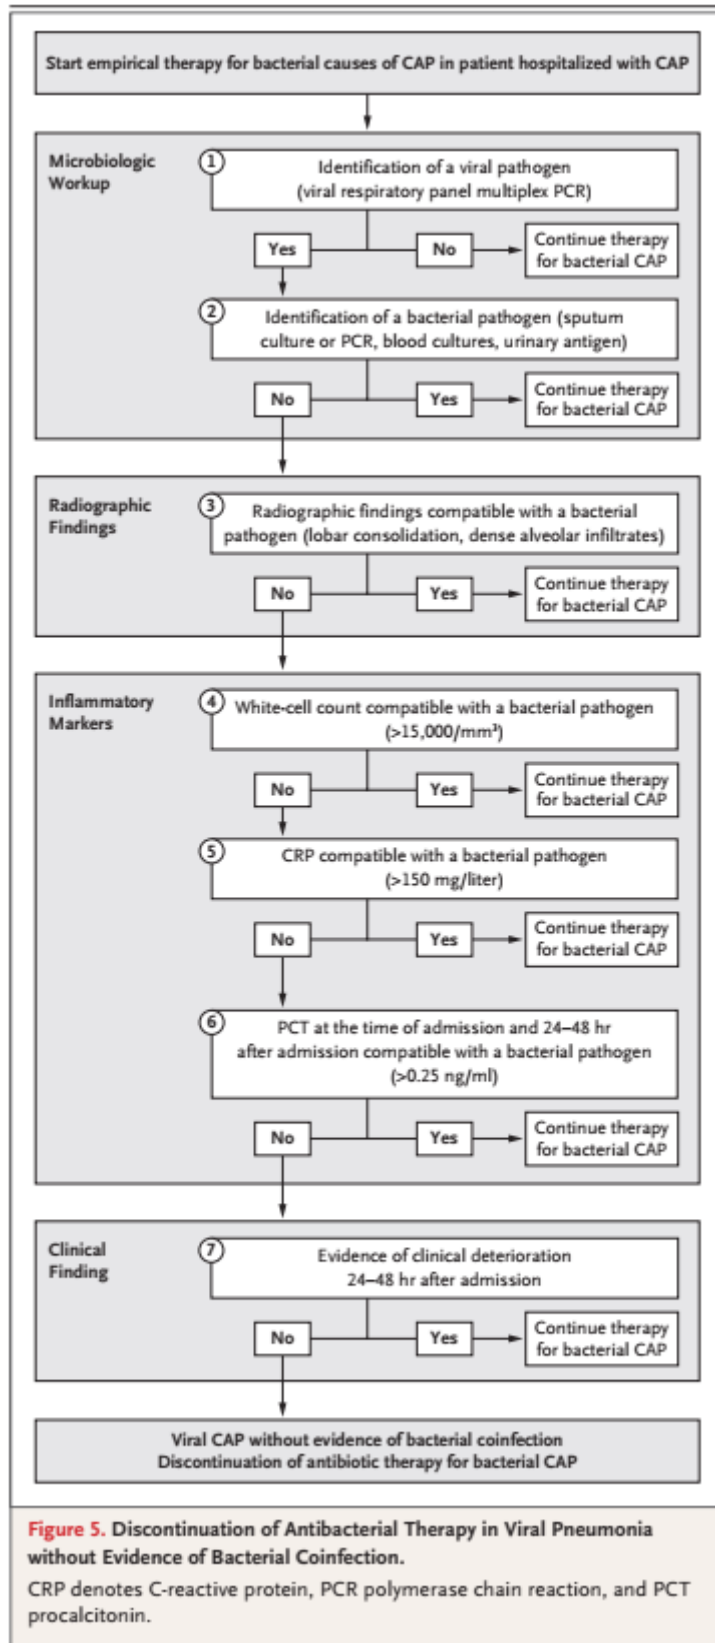 Start empirical therapy for bacterial causes of CAP in patient hospitalized with CAP
Microbiologic
Workup
1
Identification of a viral pathogen
(viral respiratory panel multiplex PCR)
Yes
No
Continue therapy
for bacterial CAP
2
Identification of a bacterial pathogen (sputum
culture or PCR, blood cultures, urinary antigen)
No
Yes
Continue therapy
for bacterial CAP
Radiographic
Findings
3
Radiographic findings compatible with a bacterial
pathogen (lobar consolidation, dense alveolar infiltrates)
No
Yes
Continue therapy
for bacterial CAP
Inflammatory
Markers
4
White-cell count compatible with a bacterial pathogen
(>15,000/mm³)
No
Yes
Continue therapy
for bacterial CAP
5
CRP compatible with a bacterial pathogen
(>150 mg/liter)
No
Yes
Continue therapy
for bacterial CAP
6
PCT at the time of admission and 24–48 hr
after admission compatible with a bacterial pathogen
(>0.25 ng/ml)
No
Yes
Continue therapy
for bacterial CAP
Clinical
Finding
7
Evidence of clinical deterioration
24–48 hr after admission
No
Yes
Continue therapy
for bacterial CAP
Viral CAP without evidence of bacterial coinfection
Discontinuation of antibiotic therapy for bacterial CAP
Figure 5. Discontinuation of Antibacterial Therapy in Viral Pneumonia
without Evidence of Bacterial Coinfection.
CRP denotes C-reactive protein, PCR polymerase chain reaction, and PCT
procalcitonin.